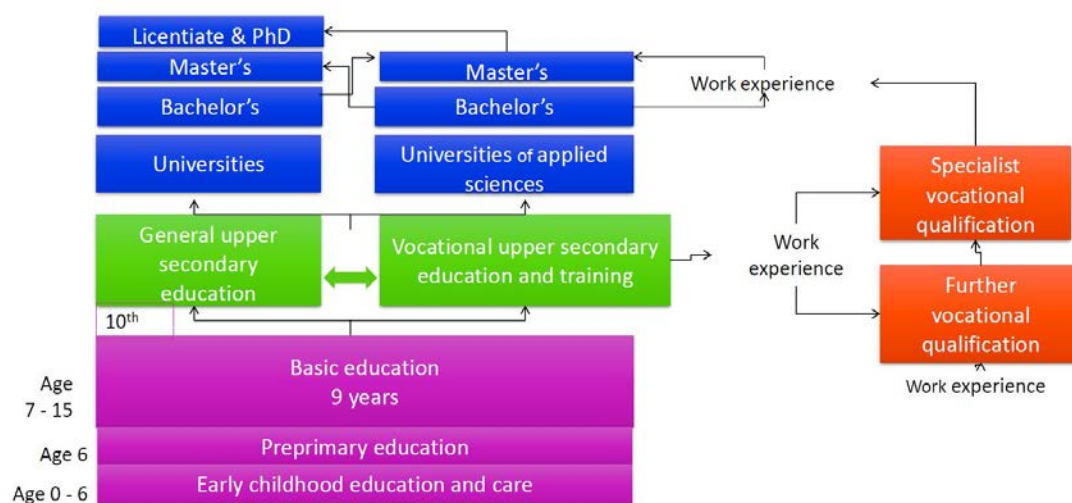 Licentiate & PhD
Master's
Master's
Work experience
Bachelor's
Bachelor's
Universities
Universities of applied
sciences
Specialist
vocational
qualification
General upper
secondary
education
Vocational upper secondary
education and training
Work
experience
Further
vocational
qualification
10th
Work experience
Basic education
9 years
Age
7 - 15
Preprimary education
Age 6
Early childhood education and care
Age 0 - 6